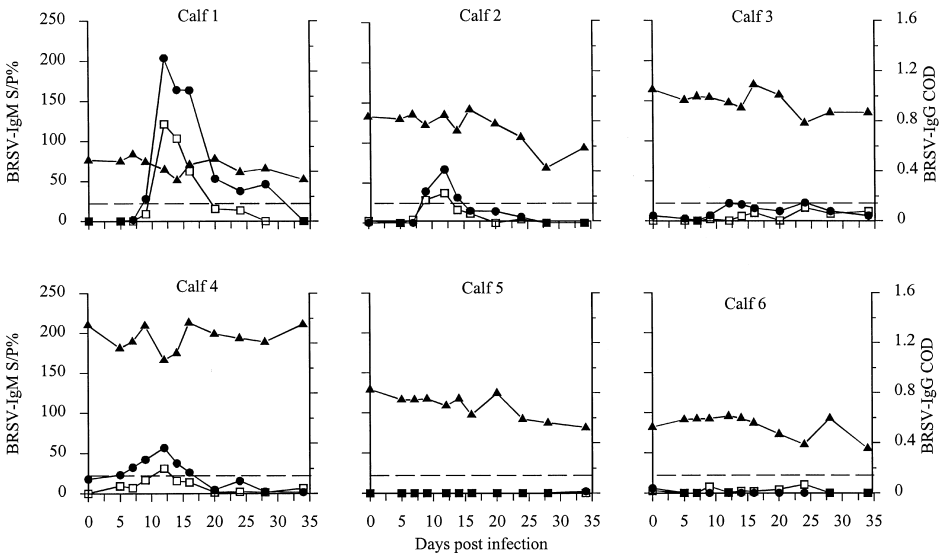 Calf 1
Calf 2
Calf 3
250
200
150
100
50
0
BRSV-IgM S/P%
1.6
1.2
0.8
0.4
0
BRSV-IgG COD
Calf 4
Calf 5
Calf 6
250
200
150
100
50
0
BRSV-IgM S/P%
1.6
1.2
0.8
0.4
0
BRSV-IgG COD
0 5 10 15 20 25 30 35
0 5 10 15 20 25 30 35
0 5 10 15 20 25 30 35
Days post infection